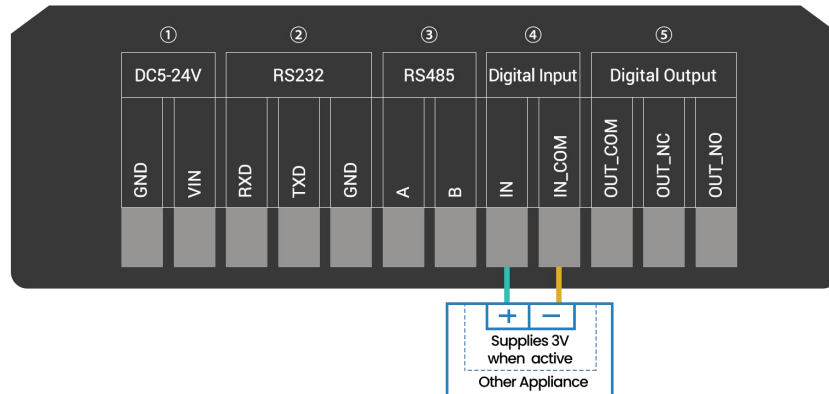 ① ② ③ ④ ⑤
DC5-24V RS232 RS485 Digital Input Digital Output
GND VIN RXD TXD GND A B IN IN_COM OUT_COM OUT_NC OUT_NO
+ −
Supplies 3V
when active
Other Appliance